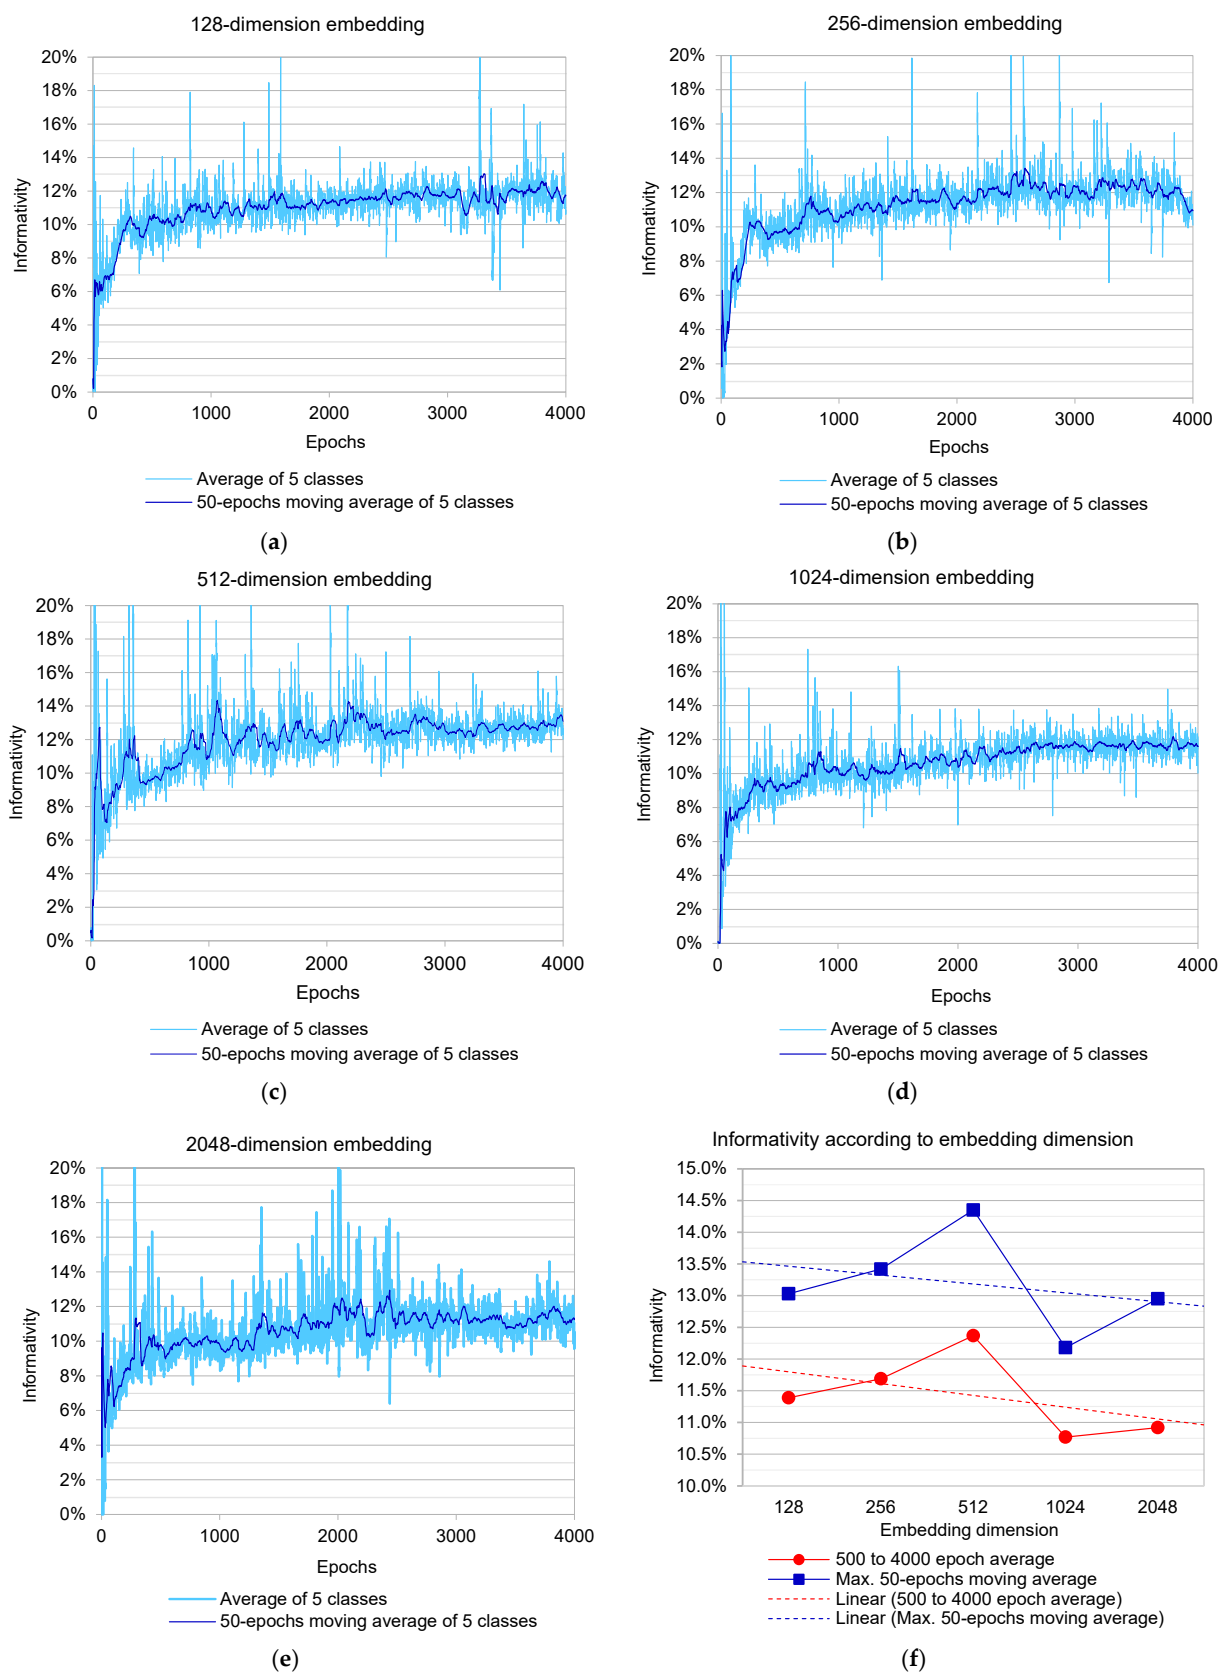 128-dimension embedding
20%
18%
16%
14%
12%
10%
8%
6%
4%
2%
0%
Informativity
0 1000 2000 3000 4000
Epochs
Average of 5 classes
50-epochs moving average of 5 classes
(a)
256-dimension embedding
20%
18%
16%
14%
12%
10%
8%
6%
4%
2%
0%
Informativity
0 1000 2000 3000 4000
Epochs
Average of 5 classes
50-epochs moving average of 5 classes
(b)
512-dimension embedding
20%
18%
16%
14%
12%
10%
8%
6%
4%
2%
0%
Informativity
0 1000 2000 3000 4000
Epochs
Average of 5 classes
50-epochs moving average of 5 classes
(c)
1024-dimension embedding
20%
18%
16%
14%
12%
10%
8%
6%
4%
2%
0%
Informativity
0 1000 2000 3000 4000
Epochs
Average of 5 classes
50-epochs moving average of 5 classes
(d)
2048-dimension embedding
20%
18%
16%
14%
12%
10%
8%
6%
4%
2%
0%
Informativity
0 1000 2000 3000 4000
Epochs
Average of 5 classes
50-epochs moving average of 5 classes
(e)
Informativity according to embedding dimension
15.0%
14.5%
14.0%
13.5%
13.0%
12.5%
12.0%
11.5%
11.0%
10.5%
10.0%
Informativity
128 256 512 1024 2048
Embedding dimension
500 to 4000 epoch average
Max. 50-epochs moving average
Linear (500 to 4000 epoch average)
Linear (Max. 50-epochs moving average)
(f)